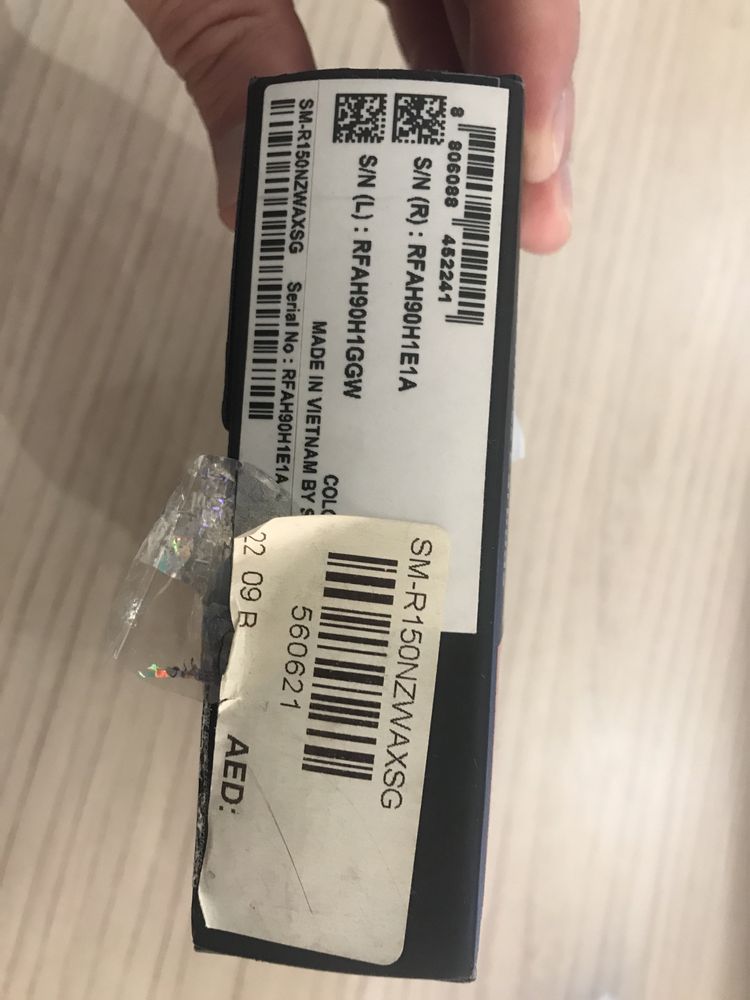 8 806088 452241
S/N (R) : RFAH90H1E1A
S/N (L) : RFAH90H1GGW
MADE IN VIETNAM BY
SM-R150NZWAXSG
Serial No : RFAH90H1E1A
SM-R150NZWAXSG
560621
22 09 B
AED: